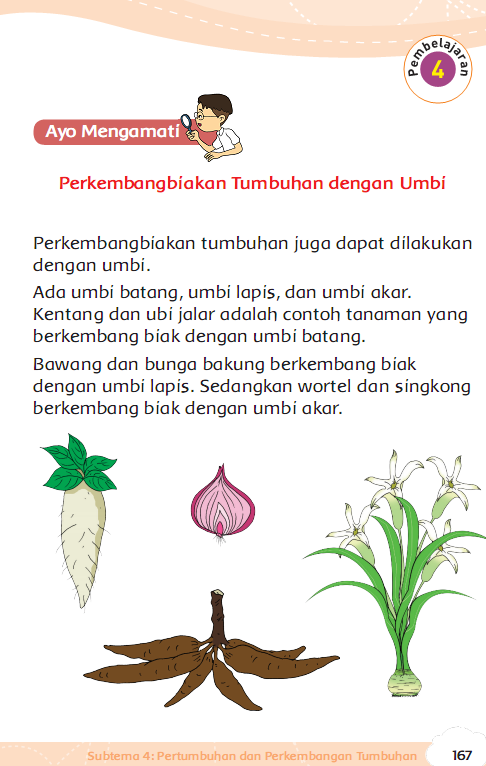 Pembelajaran
4
Ayo Mengamati
Perkembangbiakan Tumbuhan dengan Umbi
Perkembangbiakan tumbuhan juga dapat dilakukan
dengan umbi.
Ada umbi batang, umbi lapis, dan umbi akar.
Kentang dan ubi jalar adalah contoh tanaman yang
berkembang biak dengan umbi batang.
Bawang dan bunga bakung berkembang biak
dengan umbi lapis. Sedangkan wortel dan singkong
berkembang biak dengan umbi akar.
Subtema 4: Pertumbuhan dan Perkembangan Tumbuhan
167